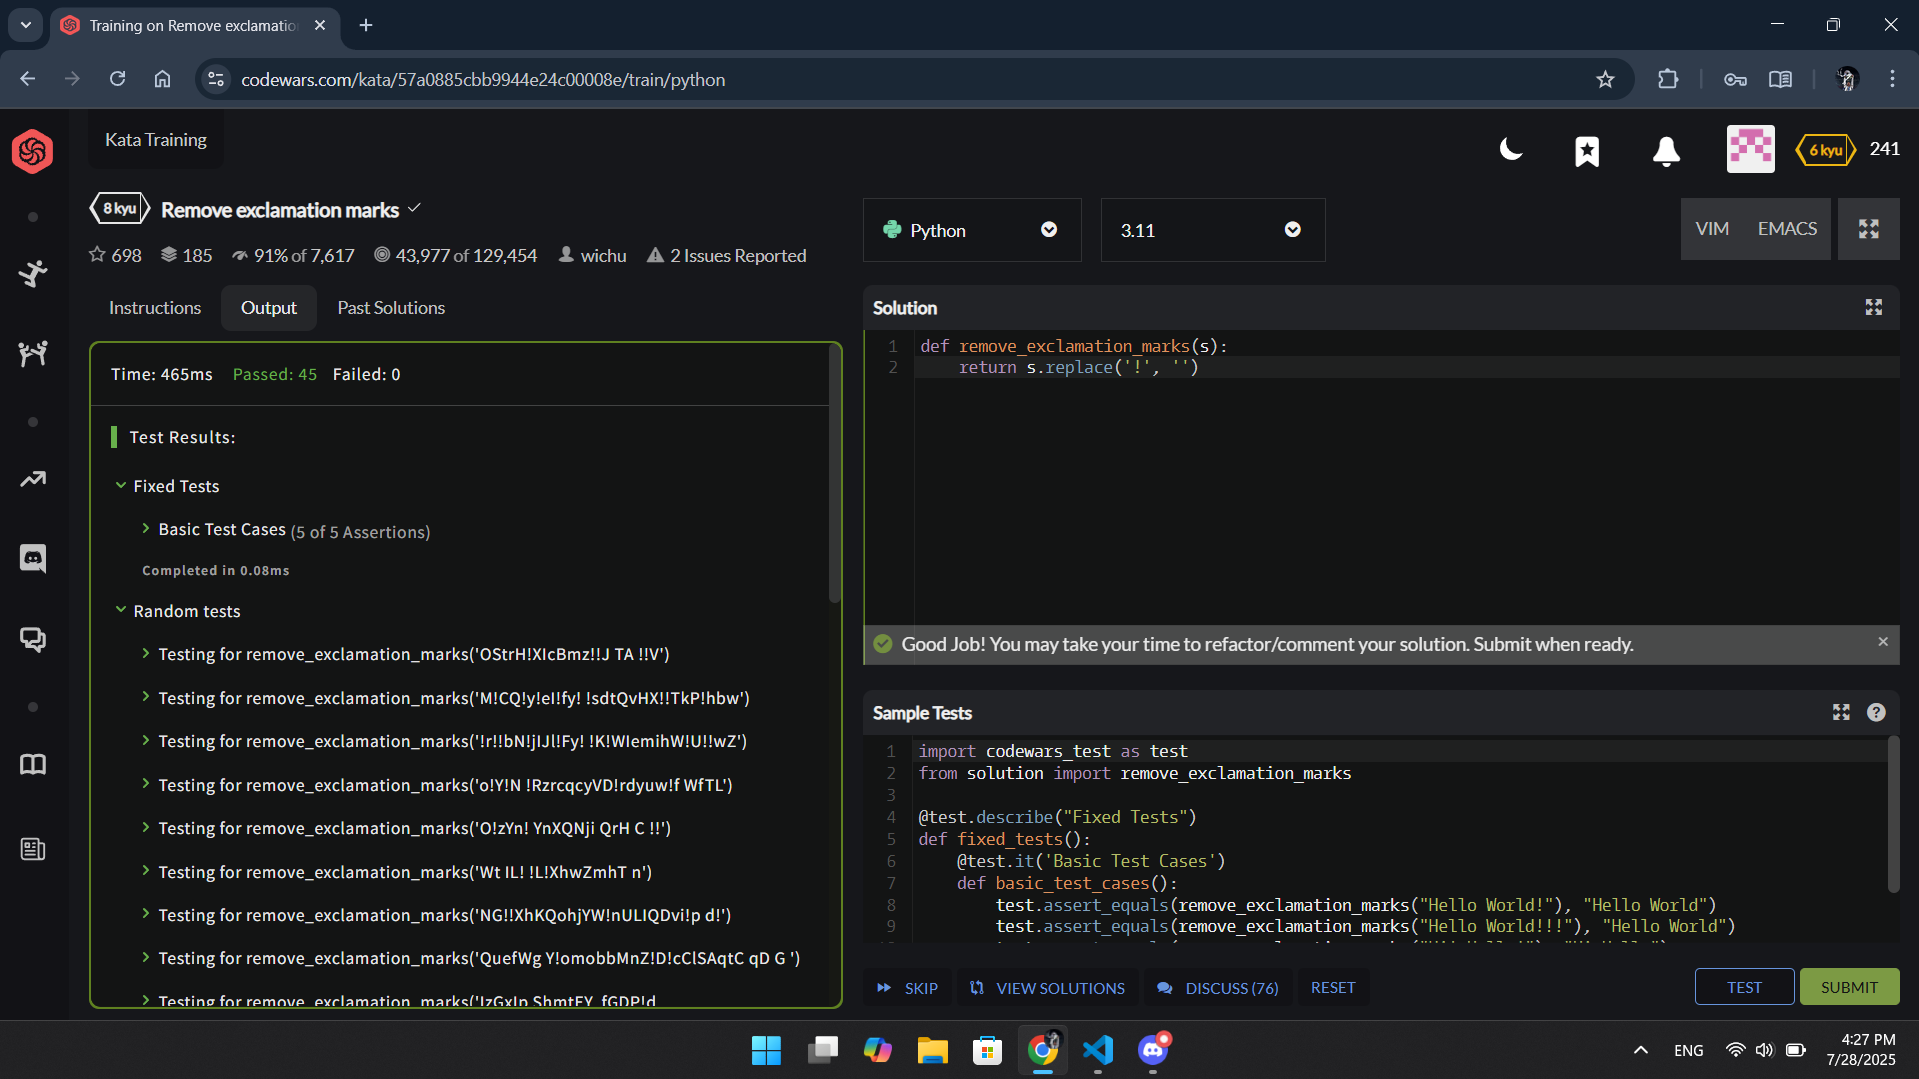 Training on Remove exclamatio
codewars.com/kata/57a0885cbb9944e24c00008e/train/python
Kata Training
6 kyu 241
8 kyu Remove exclamation marks
698 185 91% of 7,617 43,977 of 129,454 wichu 2 Issues Reported
Python 3.11 VIM EMACS
Instructions Output Past Solutions
Time: 465ms Passed: 45 Failed: 0
Test Results:
Fixed Tests
Basic Test Cases (5 of 5 Assertions)
Completed in 0.08ms
Random tests
Testing for remove_exclamation_marks('OStrH!XIcBmz!!J TA !!V')
Testing for remove_exclamation_marks('M!CQ!y!eI!fy! !sdtQvHX!!TkP!hbw')
Testing for remove_exclamation_marks('!r!!bN!jIJl!Fy! !K!WIemihW!U!!wZ')
Testing for remove_exclamation_marks('o!Y!N !RzrcqcyVD!rdyuw!f WfTL')
Testing for remove_exclamation_marks('O!zYn! YnXQNji QrH C !!')
Testing for remove_exclamation_marks('Wt IL! !L!XhwZmhT n')
Testing for remove_exclamation_marks('NG!!XhKQohjYW!nULIQDvi!p d!')
Testing for remove_exclamation_marks('QuefWg Y!omobbMnZ!D!cClSAqtC qD G ')
Testing for remove_exclamation_marks('IzGxIp ShmtEY
Solution
1 def remove_exclamation_marks(s):
2 return s.replace('!', '')
Good Job! You may take your time to refactor/comment your solution. Submit when ready.
Sample Tests
1 import codewars_test as test
2 from solution import remove_exclamation_marks
3
4 @test.describe("Fixed Tests")
5 def fixed_tests():
6 @test.it('Basic Test Cases')
7 def basic_test_cases():
8 test.assert_equals(remove_exclamation_marks("Hello World!"), "Hello World")
9 test.assert_equals(remove_exclamation_marks("Hello World!!!"), "Hello World")
SKIP VIEW SOLUTIONS DISCUSS (76) RESET TEST SUBMIT
ENG
4:27 PM
7/28/2025